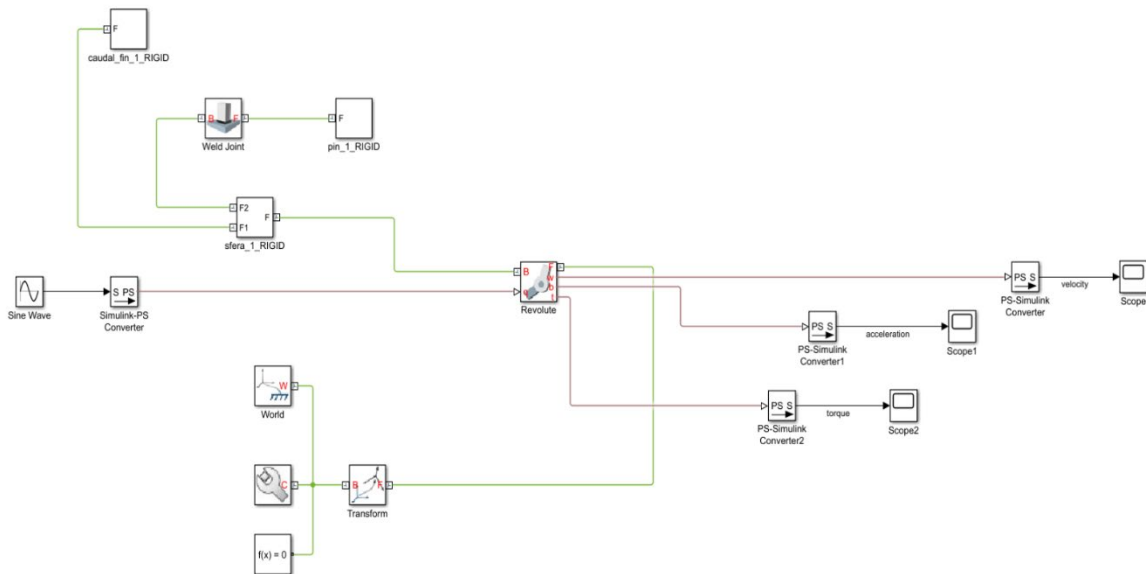 F
caudal_fin_1_RIGID
B F
Weld Joint
F
pin_1_RIGID
F2
F1
F
sfera_1_RIGID
Sine Wave
S PS
Simulink-PS
Converter
B
q
F
w
b
t
Revolute
PS S
PS-Simulink
Converter
velocity
Scope
PS S
PS-Simulink
Converter1
acceleration
Scope1
PS S
PS-Simulink
Converter2
torque
Scope2
W
World
C
B F
Transform
f(x) = 0